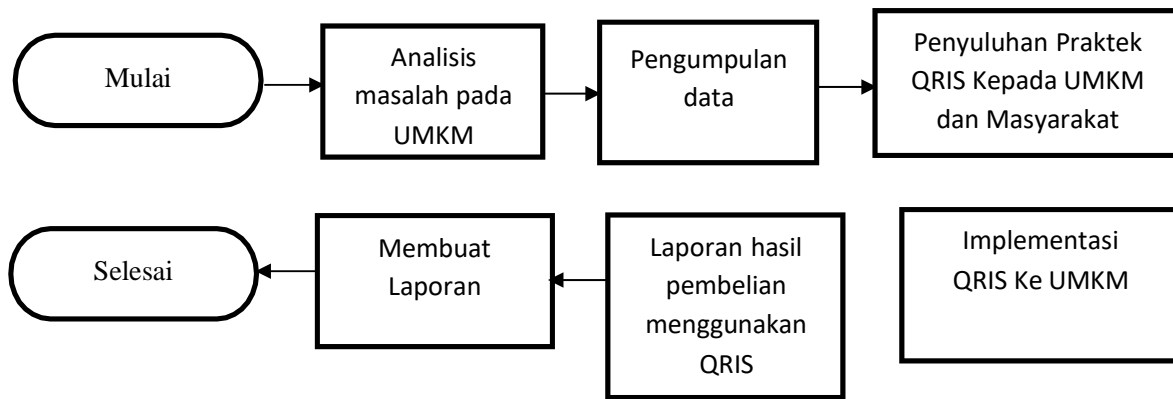 Mulai
Analisis
masalah pada
UMKM
Pengumpulan
data
Penyuluhan Praktek
QRIS Kepada UMKM
dan Masyarakat
Selesai
Membuat
Laporan
Laporan hasil
pembelian
menggunakan
QRIS
Implementasi
QRIS Ke UMKM